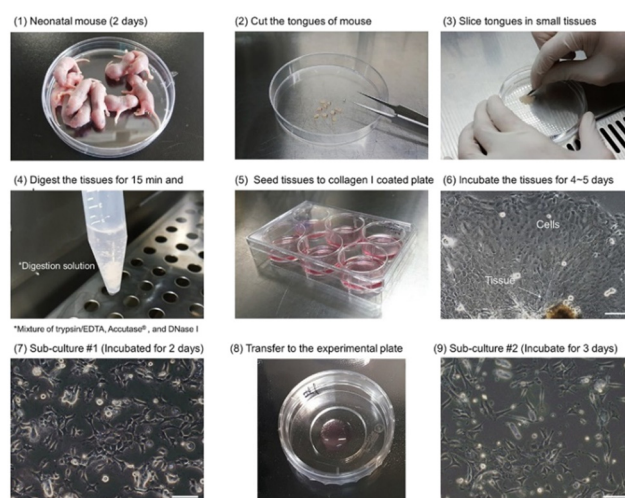 (1) Neonatal mouse (2 days)
(2) Cut the tongues of mouse
(3) Slice tongues in small tissues
(4) Digest the tissues for 15 min and
(5) Seed tissues to collagen I coated plate
(6) Incubate the tissues for 4~5 days
*Digestion solution
Cells
Tissue
*Mixture of trypsin/EDTA, Accutase®, and DNase I
(7) Sub-culture #1 (Incubated for 2 days)
(8) Transfer to the experimental plate
(9) Sub-culture #2 (Incubate for 3 days)